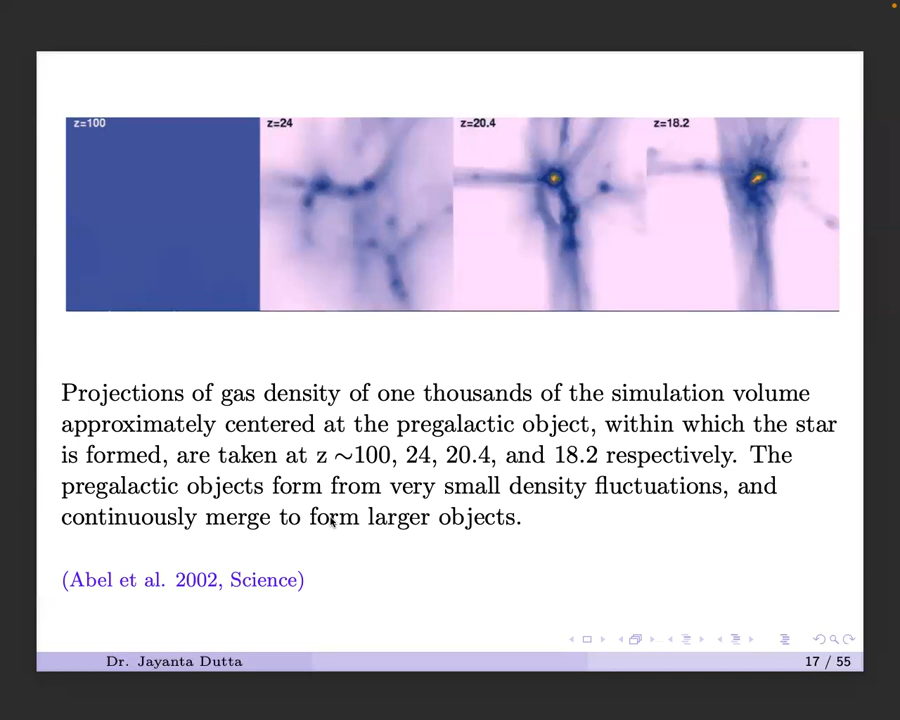 z=100
z=24
z=20.4
z=18.2
Projections of gas density of one thousands of the simulation volume
approximately centered at the pregalactic object, within which the star
is formed, are taken at z ∼100, 24, 20.4, and 18.2 respectively. The
pregalactic objects form from very small density fluctuations, and
continuously merge to form larger objects.
(Abel et al. 2002, Science)
Dr. Jayanta Dutta
17 / 55